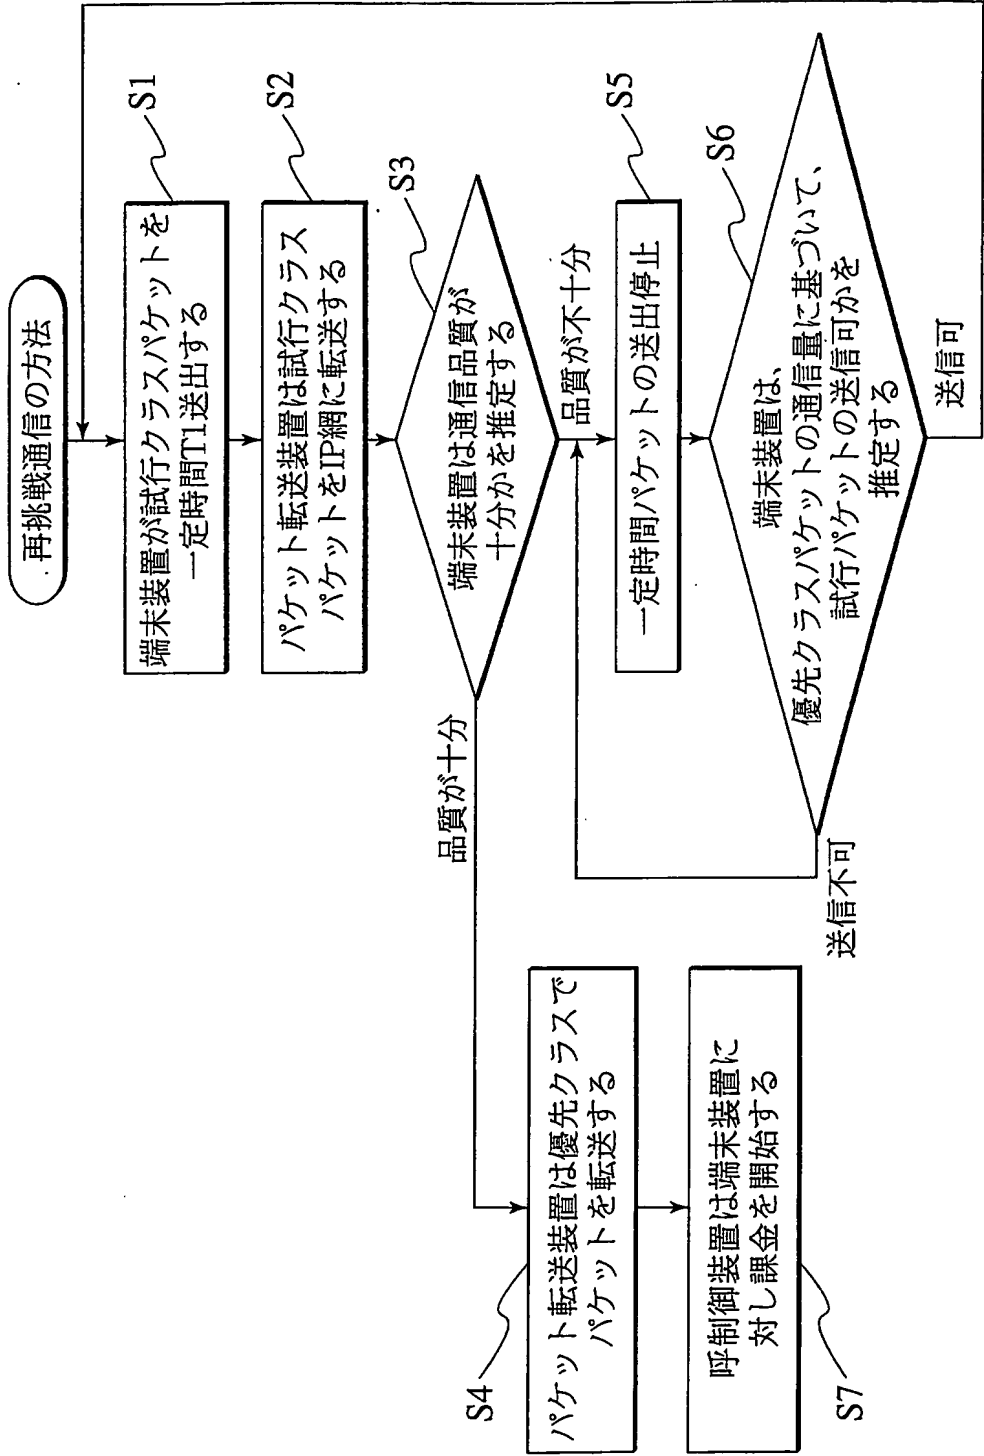 再挑戦通信の方法
端末装置が試行クラスパケットを
一定時間T1送出する
S1
パケット転送装置は試行クラス
パケットをIP網に転送する
S2
端末装置は通信品質が
十分かを推定する
S3
品質が十分
品質が不十分
一定時間パケットの送出停止
S5
端末装置は、
優先クラスパケットの通信量に基づいて、
試行パケットの送信可かを
推定する
S6
送信可
送信不可
パケット転送装置は優先クラスで
パケットを転送する
S4
呼制御装置は端末装置に
対し課金を開始する
S7